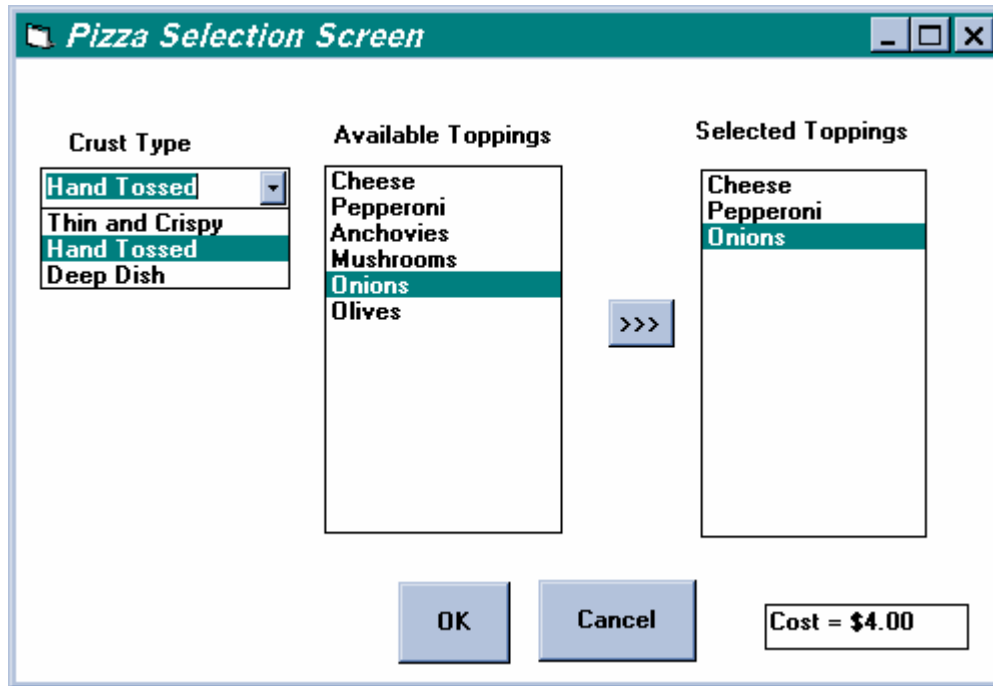 Pizza Selection Screen
Crust Type
Hand Tossed
Thin and Crispy
Hand Tossed
Deep Dish
Available Toppings
Cheese
Pepperoni
Anchovies
Mushrooms
Onions
Olives
>>>
Selected Toppings
Cheese
Pepperoni
Onions
OK
Cancel
Cost = $4.00